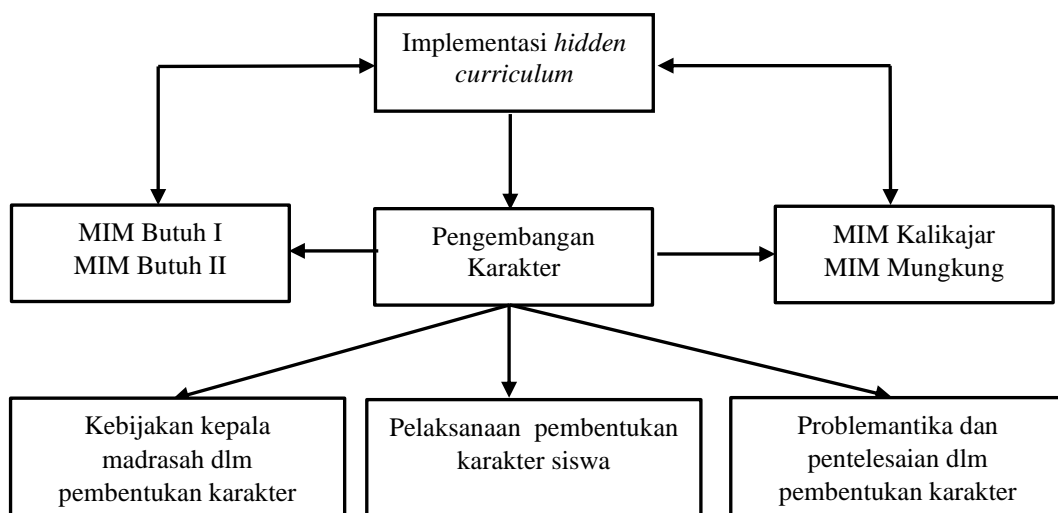 Implementasi hidden
curriculum
MIM Butuh I
MIM Butuh II
Pengembangan
Karakter
MIM Kalikajar
MIM Mungkung
Kebijakan kepala
madrasah dlm
pembentukan karakter
Pelaksanaan pembentukan
karakter siswa
Problemantika dan
pentelesaian dlm
pembentukan karakter